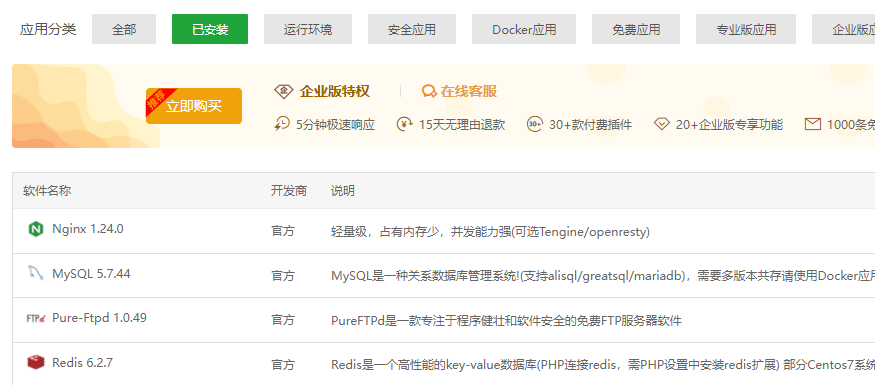 应用分类 全部 已安装 运行环境 安全应用 Docker应用 免费应用 专业版应用 企业版应
推荐 立即购买 企业版特权 在线客服
5分钟极速响应 15天无理由退款 30+ 30+款付费插件 20+企业版专享功能 1000条免
软件名称 开发商 说明
Nginx 1.24.0 官方 轻量级，占有内存少，并发能力强(可选Tengine/openresty)
MySQL 5.7.44 官方 MySQL是一种关系数据库管理系统!(支持alisql/greatsql/mariadb)，需要多版本共存请使用Docker应用
FTPd Pure-Ftpd 1.0.49 官方 PureFTPd是一款专注于程序健壮和软件安全的免费FTP服务器软件
Redis 6.2.7 官方 Redis是一个高性能的key-value数据库(PHP连接redis，需PHP设置中安装redis扩展) 部分Centos7系统